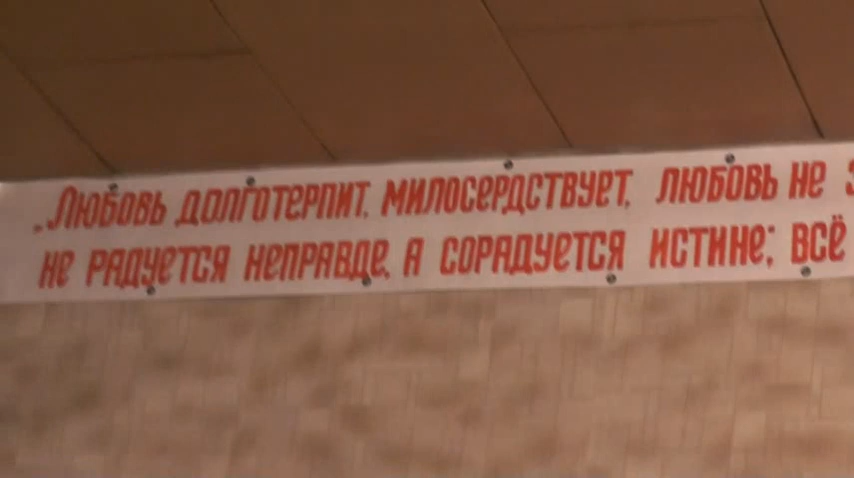 „Любовь долготерпит, милосердствует, любовь не
не радуется неправде, а сорадуется истине; всё